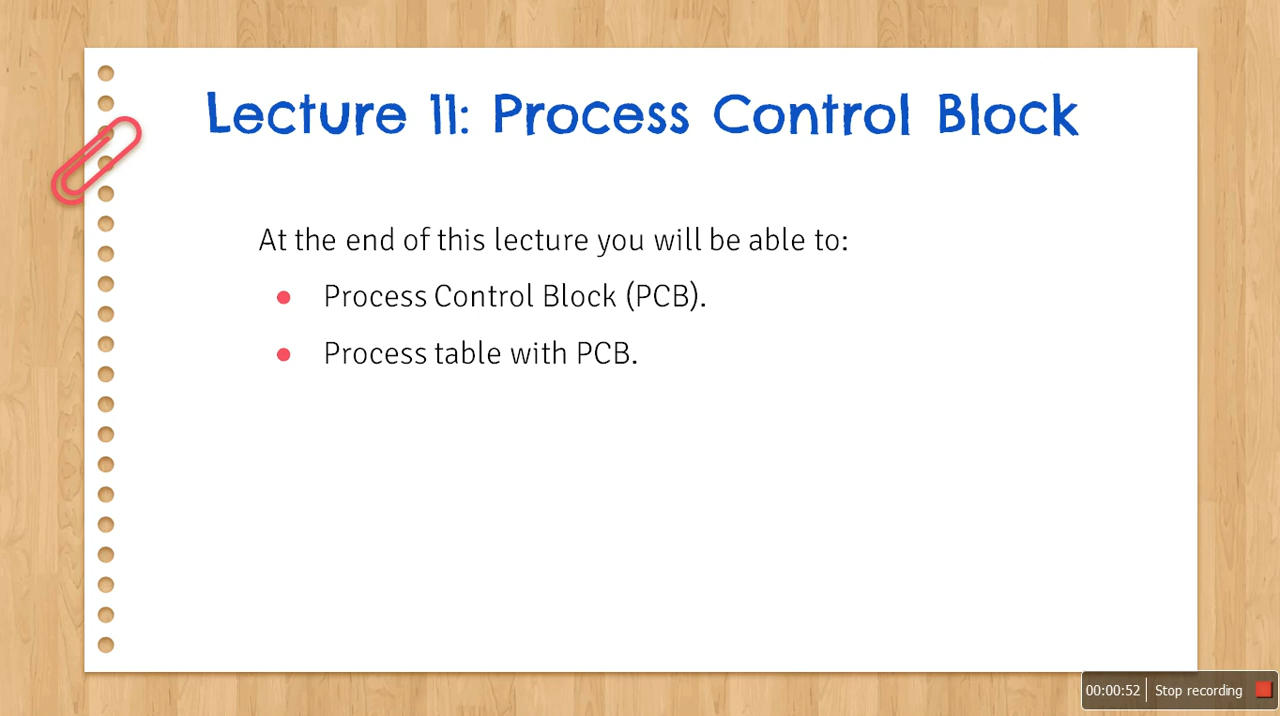 Lecture 11: Process Control Block
At the end of this lecture you will be able to:
● Process Control Block (PCB).
● Process table with PCB.
00:00:52 Stop recording